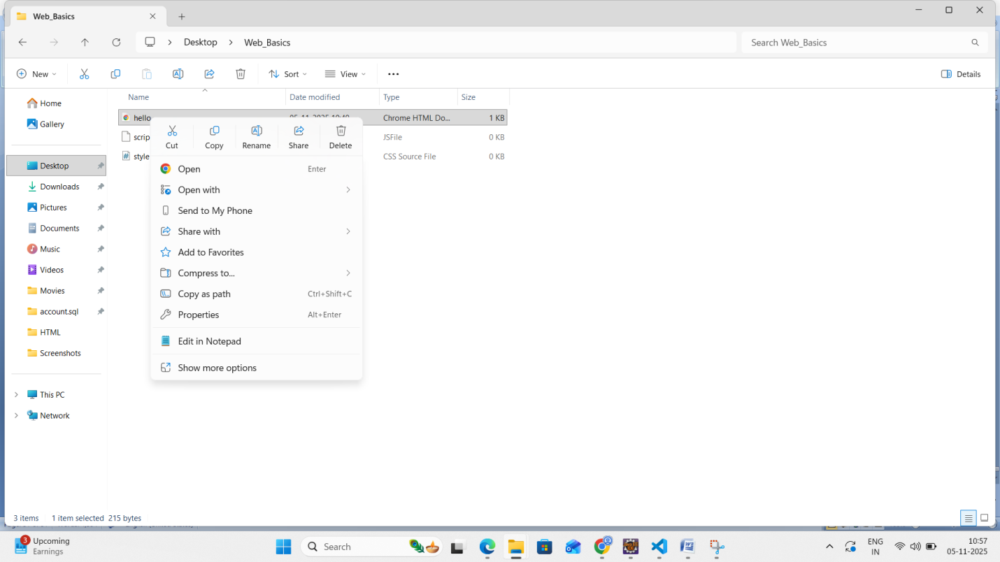 Web_Basics
Desktop
Web_Basics
Search Web_Basics
New
Sort
View
Details
Name
Date modified
Type
Size
Home
Gallery
Desktop
Downloads
Pictures
Documents
Music
Videos
Movies
account.sql
HTML
Screenshots
This PC
Network
hello
05-11-2025 10:49
Chrome HTML Do...
1 KB
scrip
JSFile
0 KB
style
CSS Source File
0 KB
Cut
Copy
Rename
Share
Delete
Open Enter
Open with
Send to My Phone
Share with
Add to Favorites
Compress to...
Copy as path Ctrl+Shift+C
Properties Alt+Enter
Edit in Notepad
Show more options
3 items 1 item selected 215 bytes
3
Upcoming
Earnings
Search
ENG
IN
10:57
05-11-2025